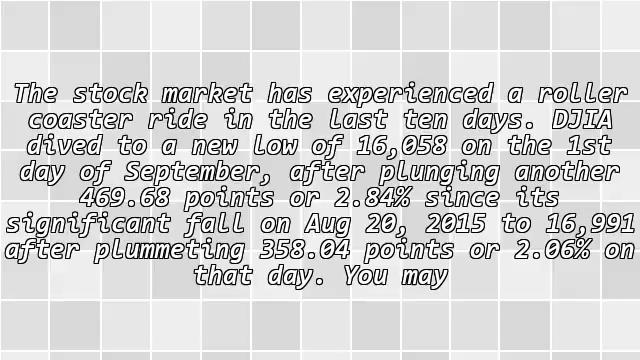 The stock market has experienced a roller
coaster ride in the last ten days. DJIA
dived to a new low of 16,058 on the 1st
day of September, after plunging another
469.68 points or 2.84% since its
significant fall on Aug 20, 2015 to 16,991
after plummeting 358.04 points or 2.06% on
that day. You may